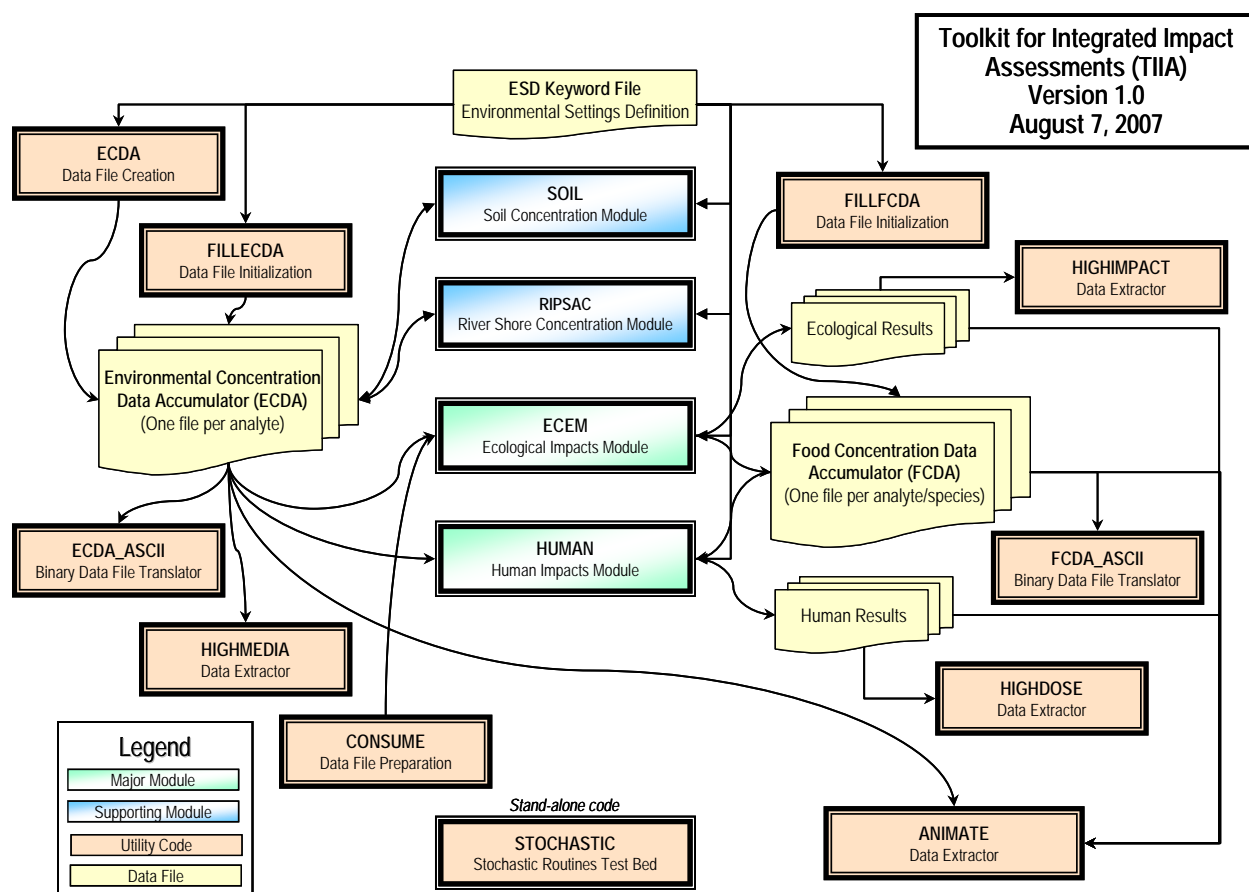 Toolkit for Integrated Impact
Assessments (TIIA)
Version 1.0
August 7, 2007
ESD Keyword File
Environmental Settings Definition
ECDA
Data File Creation
SOIL
Soil Concentration Module
FILLFCDA
Data File Initialization
FILLECDA
Data File Initialization
HIGHIMPACT
Data Extractor
RIPSAC
River Shore Concentration Module
Ecological Results
Environmental Concentration
Data Accumulator (ECDA)
(One file per analyte)
ECEM
Ecological Impacts Module
Food Concentration Data
Accumulator (FCDA)
(One file per analyte/species)
ECDA_ASCII
Binary Data File Translator
HUMAN
Human Impacts Module
FCDA_ASCII
Binary Data File Translator
Human Results
HIGHMEDIA
Data Extractor
HIGHDOSE
Data Extractor
CONSUME
Data File Preparation
Legend
Major Module
Supporting Module
Utility Code
Data File
Stand-alone code
STOCHASTIC
Stochastic Routines Test Bed
ANIMATE
Data Extractor